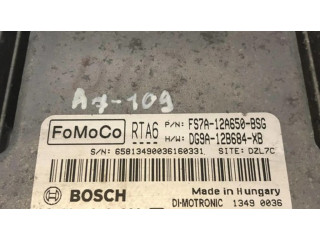 A7-109
FoMoCo RTA6 P/N: FS7A-12A650-BSG
H/W: DG9A-12B684-XB
S/N: 65813490036160331 SITE: DZL7C
BOSCH Made in Hungary
DI-MOTRONIC 1349 0036